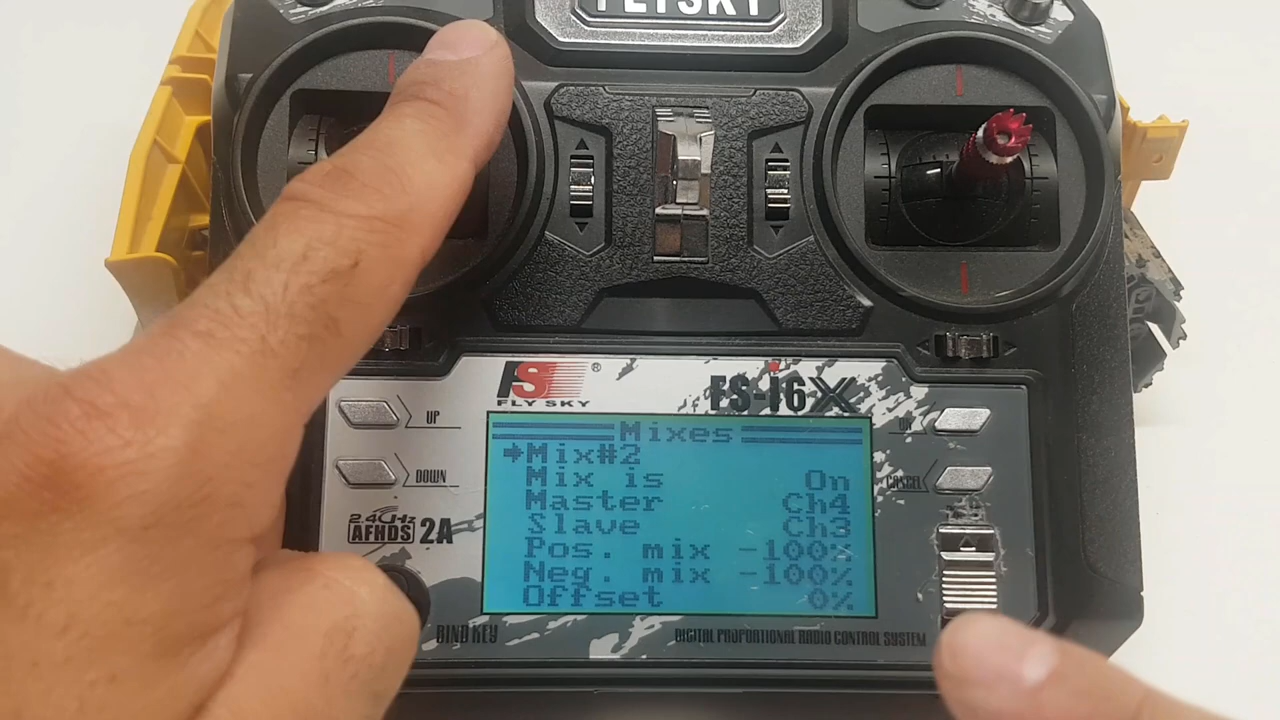 FLYSKY
FS®
FLY SKY
FS-i6X
UP
DOWN
CANCEL
2.4GHz
AFHDS 2A
BIND KEY
Mixes
➔Mix#2
Mix is On
Master Ch4
Slave Ch3
Pos. mix -100%
Neg. mix -100%
Offset 0%
DIGITAL PROPORTIONAL RADIO CONTROL SYSTEM